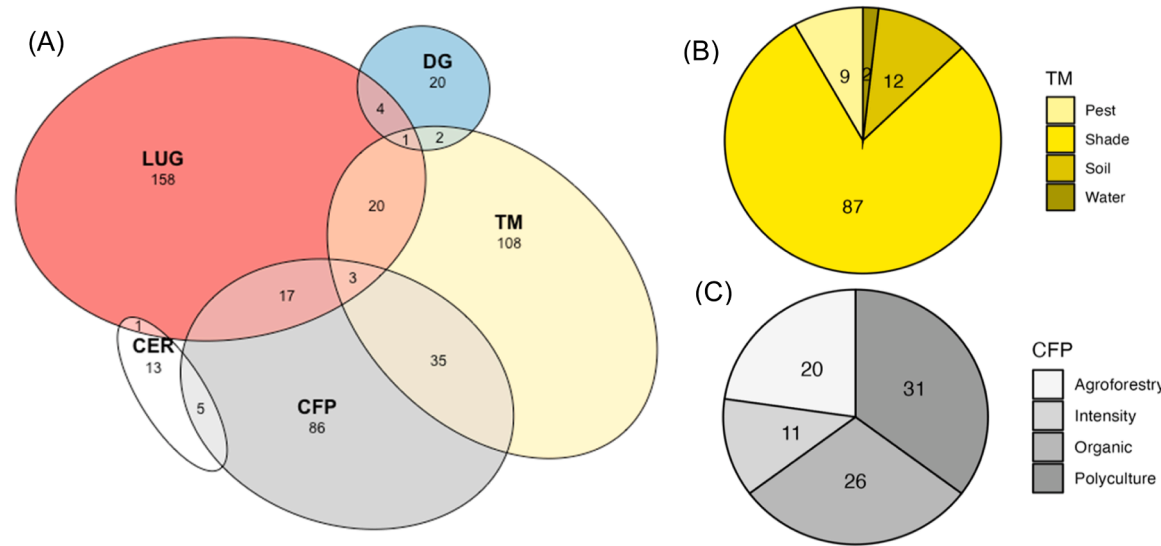 (A)
DG
20
4
1
2
LUG
158
20
TM
108
17
3
1
CER
13
35
5
CFP
86
(B)
9
2
12
87
TM
Pest
Shade
Soil
Water
(C)
20
31
11
26
CFP
Agroforestry
Intensity
Organic
Polyculture